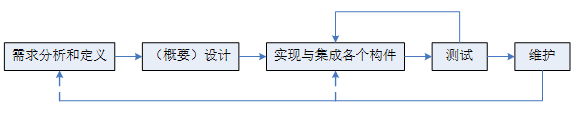 需求分析和定义
（概要）设计
实现与集成各个构件
测试
维护